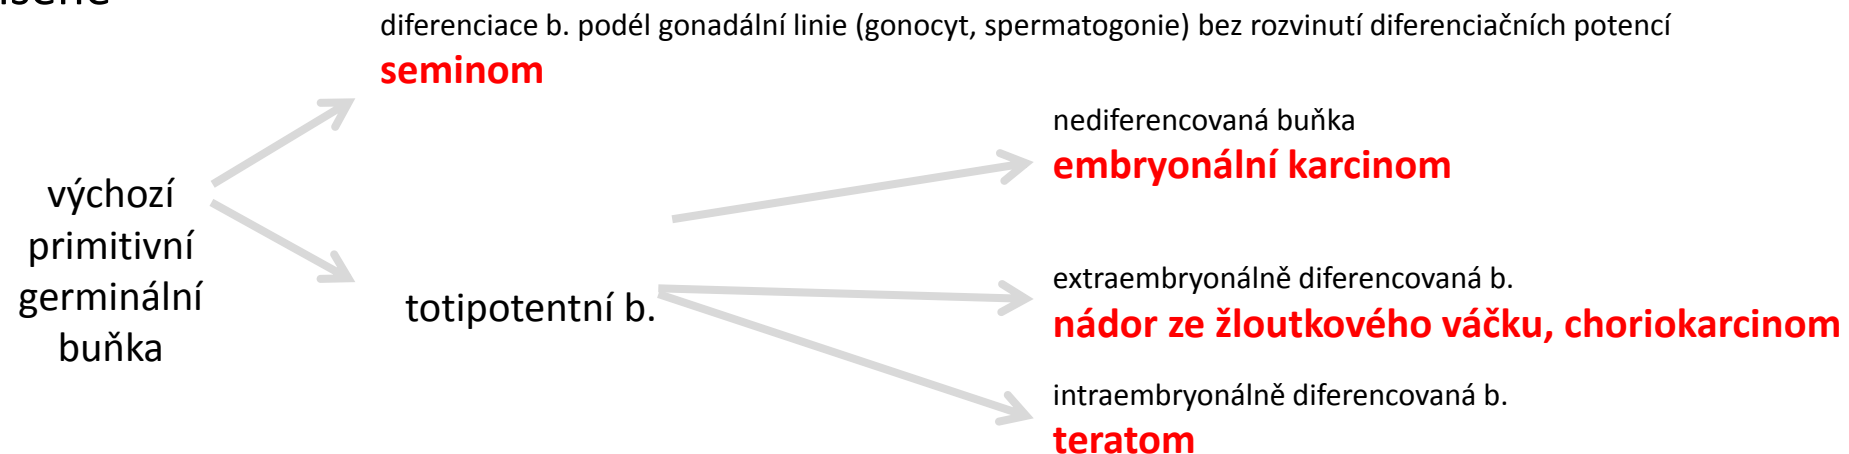 diferenciace b. podél gonadální linie (gonocyt, spermatogonie) bez rozvinutí diferenciačních potencí
seminom
nediferencovaná buňka
embryonální karcinom
výchozí
primitivní
germinální
buňka
totipotentní b.
extraembryonálně diferencovaná b.
nádor ze žloutkového váčku, choriokarcinom
intraembryonálně diferencovaná b.
teratom